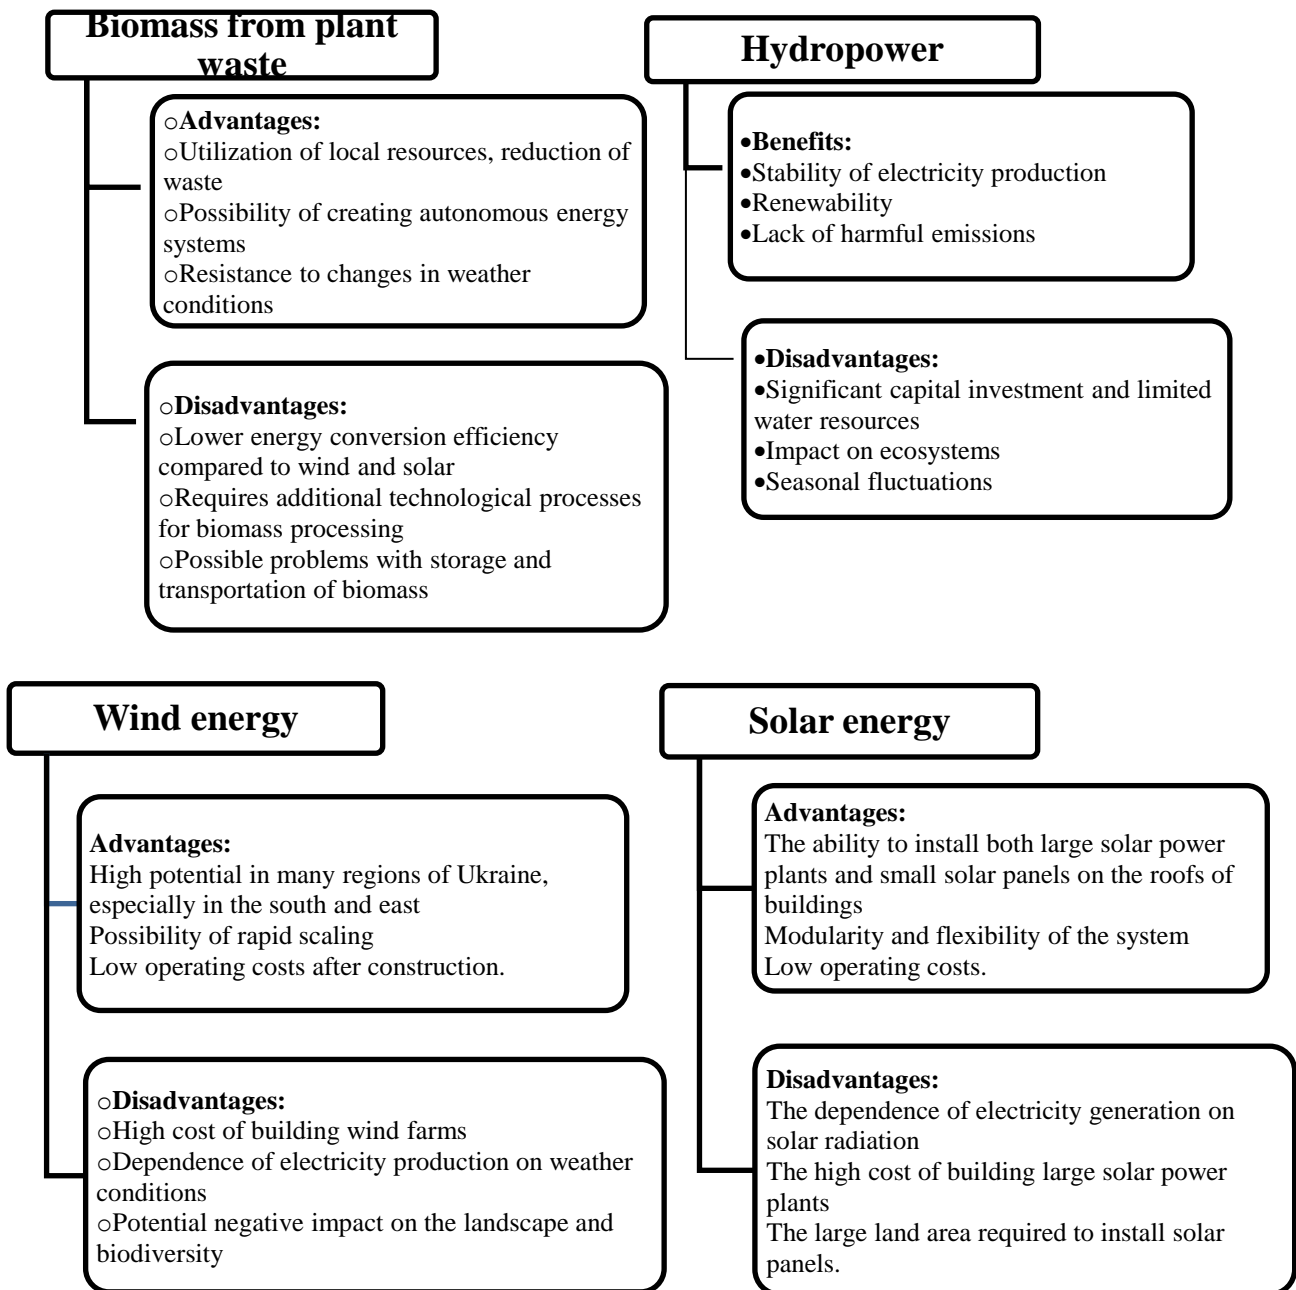 Biomass from plant
waste
○Advantages:
○Utilization of local resources, reduction of
waste
○Possibility of creating autonomous energy
systems
○Resistance to changes in weather
conditions
○Disadvantages:
○Lower energy conversion efficiency
compared to wind and solar
○Requires additional technological processes
for biomass processing
○Possible problems with storage and
transportation of biomass
Hydropower
•Benefits:
•Stability of electricity production
•Renewability
•Lack of harmful emissions
•Disadvantages:
•Significant capital investment and limited
water resources
•Impact on ecosystems
•Seasonal fluctuations
Wind energy
Advantages:
High potential in many regions of Ukraine,
especially in the south and east
Possibility of rapid scaling
Low operating costs after construction.
○Disadvantages:
○High cost of building wind farms
○Dependence of electricity production on weather
conditions
○Potential negative impact on the landscape and
biodiversity
Solar energy
Advantages:
The ability to install both large solar power
plants and small solar panels on the roofs of
buildings
Modularity and flexibility of the system
Low operating costs.
Disadvantages:
The dependence of electricity generation on
solar radiation
The high cost of building large solar power
plants
The large land area required to install solar
panels.